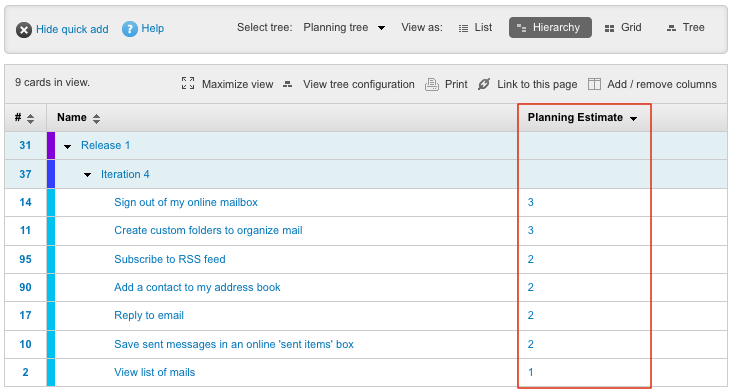 Hide quick add Help Select tree: Planning tree View as: List Hierarchy Grid Tree
9 cards in view. Maximize view View tree configuration Print Link to this page Add / remove columns
# Name Planning Estimate
31 Release 1
37 Iteration 4
14 Sign out of my online mailbox 3
11 Create custom folders to organize mail 3
95 Subscribe to RSS feed 2
90 Add a contact to my address book 2
17 Reply to email 2
10 Save sent messages in an online 'sent items' box 2
2 View list of mails 1